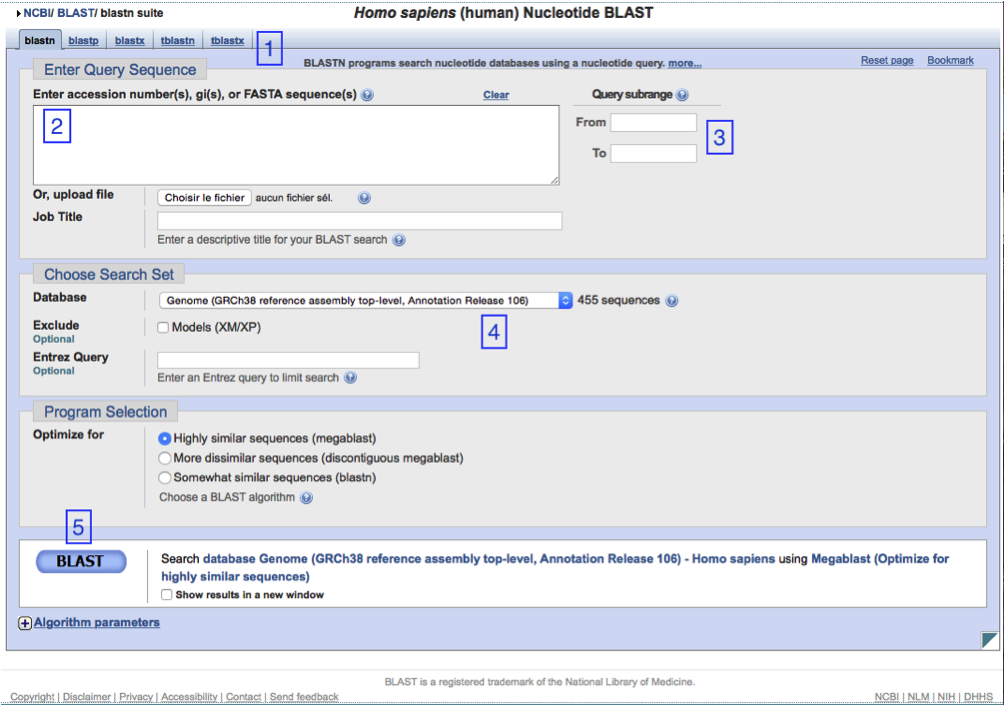 NCBI/ BLAST/ blastn suite
Homo sapiens (human) Nucleotide BLAST
blastn blastp blastx tblastn tblastx 1
BLASTN programs search nucleotide databases using a nucleotide query. more...
Reset page Bookmark
Enter Query Sequence
Enter accession number(s), gi(s), or FASTA sequence(s) ? Clear Query subrange ?
2
From
3
To
Or, upload file Choisir le fichier aucun fichier sél. ?
Job Title
Enter a descriptive title for your BLAST search ?
Choose Search Set
Database Genome (GRCh38 reference assembly top-level, Annotation Release 106) 455 sequences ?
4
Exclude Models (XM/XP)
Optional
Entrez Query
Optional
Enter an Entrez query to limit search ?
Program Selection
Optimize for
Highly similar sequences (megablast)
More dissimilar sequences (discontiguous megablast)
Somewhat similar sequences (blastn)
Choose a BLAST algorithm ?
5
BLAST
Search database Genome (GRCh38 reference assembly top-level, Annotation Release 106) - Homo sapiens using Megablast (Optimize for
highly similar sequences)
Show results in a new window
+ Algorithm parameters
BLAST is a registered trademark of the National Library of Medicine.
Copyright | Disclaimer | Privacy | Accessibility | Contact | Send feedback
NCBI | NLM | NIH | DHHS